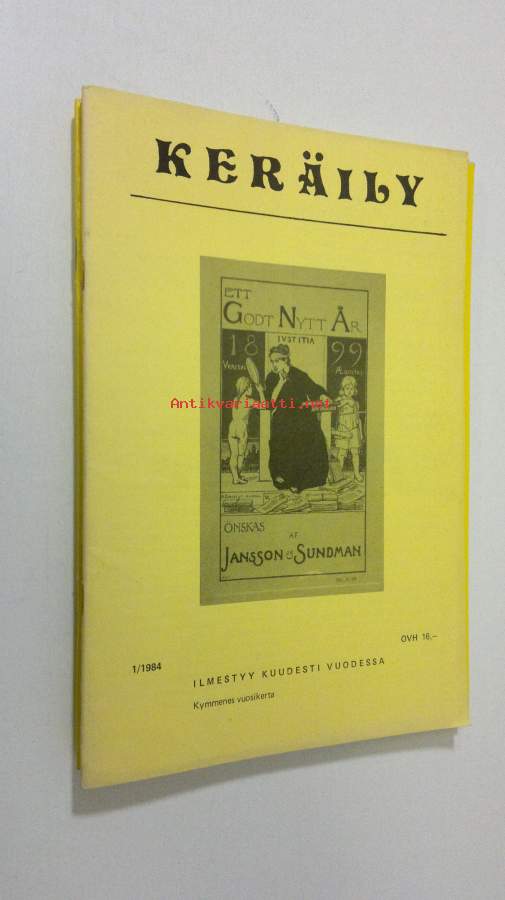 KERÄILY
ETT
GODT NYTT ÅR
IVSTITIA
18 99
VERITAS
Antikvariaatti.net
ÖNSKAS
AF
JANSSON & SUNDMAN
OVH 16,–
1/1984
ILMESTYY KUUDESTI VUODESSA
Kymmenes vuosikerta